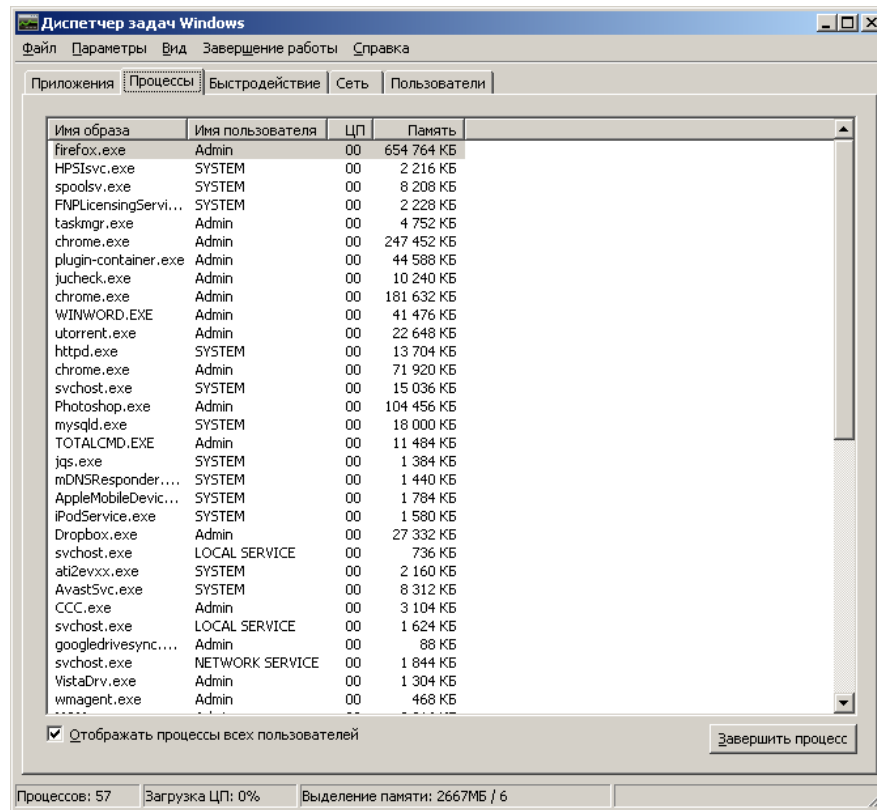 Диспетчер задач Windows
Файл Параметры Вид Завершение работы Справка
Приложения Процессы Быстродействие Сеть Пользователи
Имя образа Имя пользователя ЦП Память
firefox.exe Admin 00 654 764 КБ
HPSIsvc.exe SYSTEM 00 2 216 КБ
spoolsv.exe SYSTEM 00 8 208 КБ
FNPLicensingServi... SYSTEM 00 2 228 КБ
taskmgr.exe Admin 00 4 752 КБ
chrome.exe Admin 00 247 452 КБ
plugin-container.exe Admin 00 44 588 КБ
jucheck.exe Admin 00 10 240 КБ
chrome.exe Admin 00 181 632 КБ
WINWORD.EXE Admin 00 41 476 КБ
utorrent.exe Admin 00 22 648 КБ
httpd.exe SYSTEM 00 13 704 КБ
chrome.exe Admin 00 71 920 КБ
svchost.exe SYSTEM 00 15 036 КБ
Photoshop.exe Admin 00 104 456 КБ
mysqld.exe SYSTEM 00 18 000 КБ
TOTALCMD.EXE Admin 00 11 484 КБ
jqs.exe SYSTEM 00 1 384 КБ
mDNSResponder.... SYSTEM 00 1 440 КБ
AppleMobileDevic... SYSTEM 00 1 784 КБ
iPodService.exe SYSTEM 00 1 580 КБ
Dropbox.exe Admin 00 27 332 КБ
svchost.exe LOCAL SERVICE 00 736 КБ
ati2evxx.exe SYSTEM 00 2 160 КБ
AvastSvc.exe SYSTEM 00 8 312 КБ
CCC.exe Admin 00 3 104 КБ
svchost.exe LOCAL SERVICE 00 1 624 КБ
googledrivesync.... Admin 00 88 КБ
svchost.exe NETWORK SERVICE 00 1 844 КБ
VistaDrv.exe Admin 00 1 304 КБ
wmagent.exe Admin 00 468 КБ
Отображать процессы всех пользователей
Завершить процесс
Процессов: 57 Загрузка ЦП: 0% Выделение памяти: 2667МБ / 6